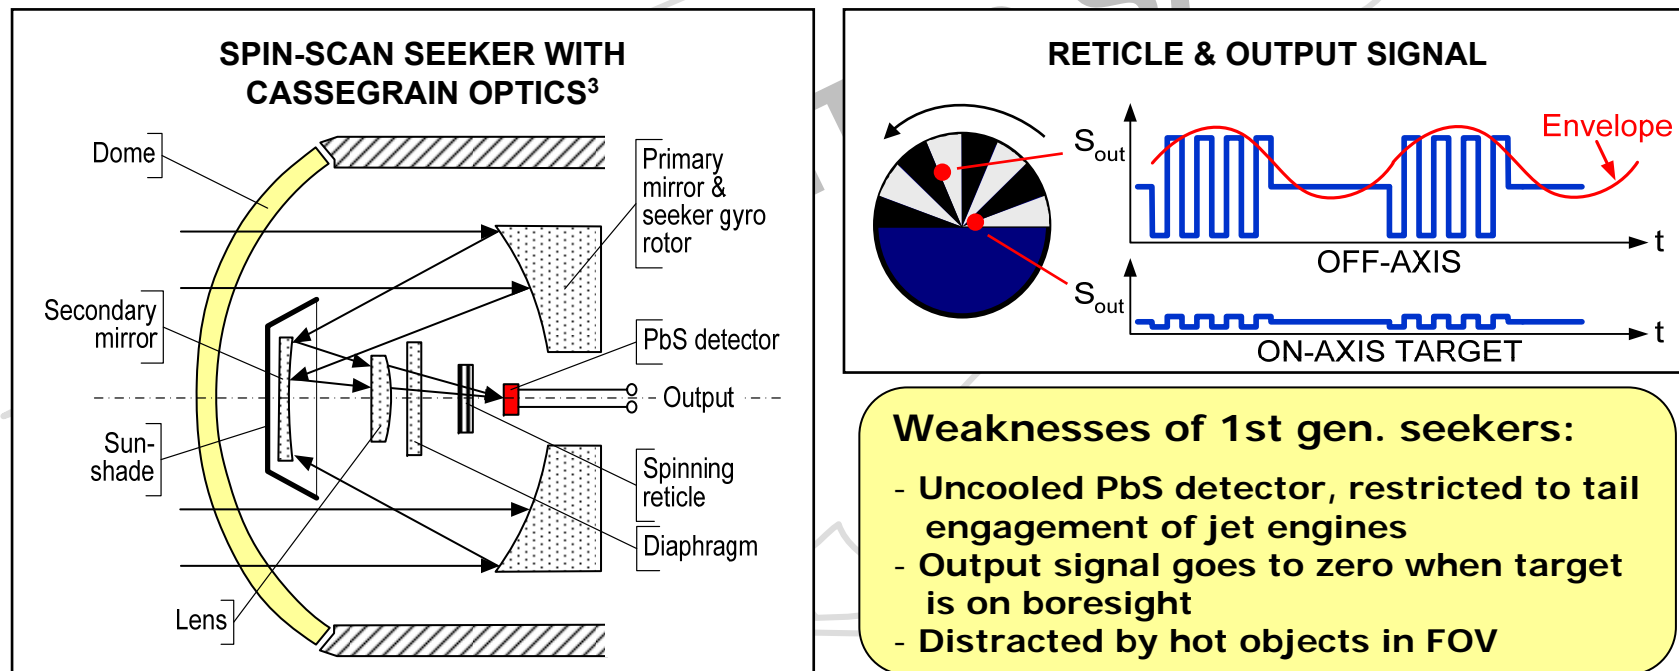 SPIN-SCAN SEEKER WITH
CASSEGRAIN OPTICS³
Dome
Primary
mirror &
seeker gyro
rotor
Secondary
mirror
PbS detector
Output
Sun-
shade
Spinning
reticle
Diaphragm
Lens
RETICLE & OUTPUT SIGNAL
Sout
Envelope
t
OFF-AXIS
Sout
t
ON-AXIS TARGET
Weaknesses of 1st gen. seekers:
- Uncooled PbS detector, restricted to tail
engagement of jet engines
- Output signal goes to zero when target
is on boresight
- Distracted by hot objects in FOV